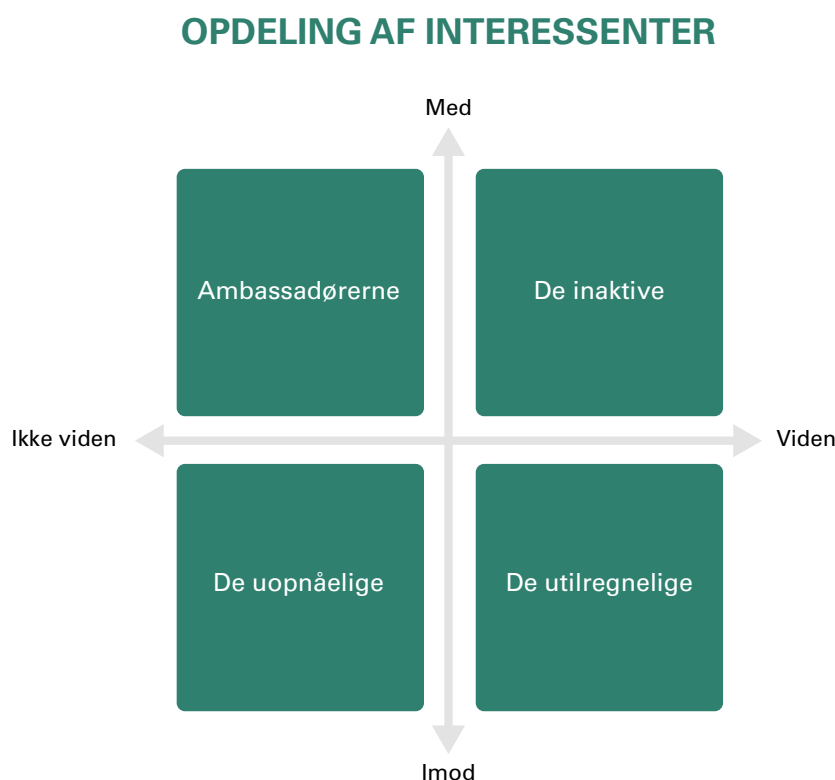 OPDELING AF INTERESSENTER
Med
Ambassadørerne
De inaktive
Ikke viden
Viden
De uopnåelige
De utilregnelige
Imod